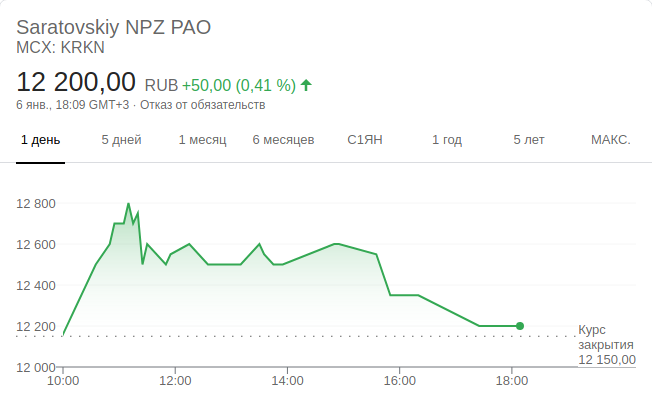 Saratovskiy NPZ PAO
MCX: KRKN
12 200,00 RUB +50,00 (0,41 %)
6 янв., 18:09 GMT+3 · Отказ от обязательств
1 день 5 дней 1 месяц 6 месяцев С1ЯН 1 год 5 лет МАКС.
12 800
12 600
12 400
12 200
Курс
закрытия
12 150,00
12 000
10:00 12:00 14:00 16:00 18:00